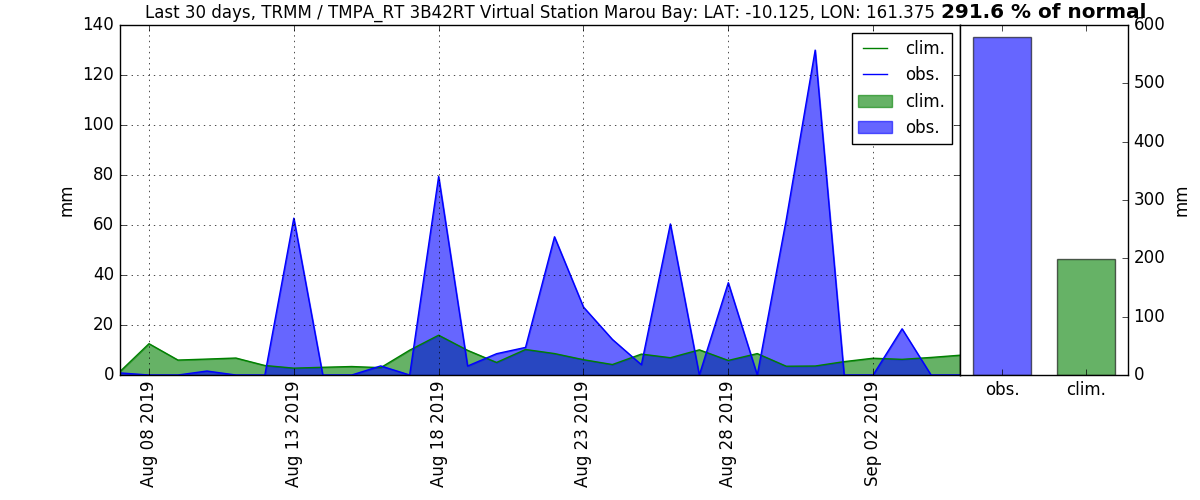 Last 30 days, TRMM / TMPA_RT 3B42RT Virtual Station Marou Bay: LAT: -10.125, LON: 161.375 291.6 % of normal
140
120
100
80
60
40
20
0
mm
clim.
obs.
clim.
obs.
Aug 08 2019
Aug 13 2019
Aug 18 2019
Aug 23 2019
Aug 28 2019
Sep 02 2019
600
500
400
300
200
100
0
mm
obs. clim.